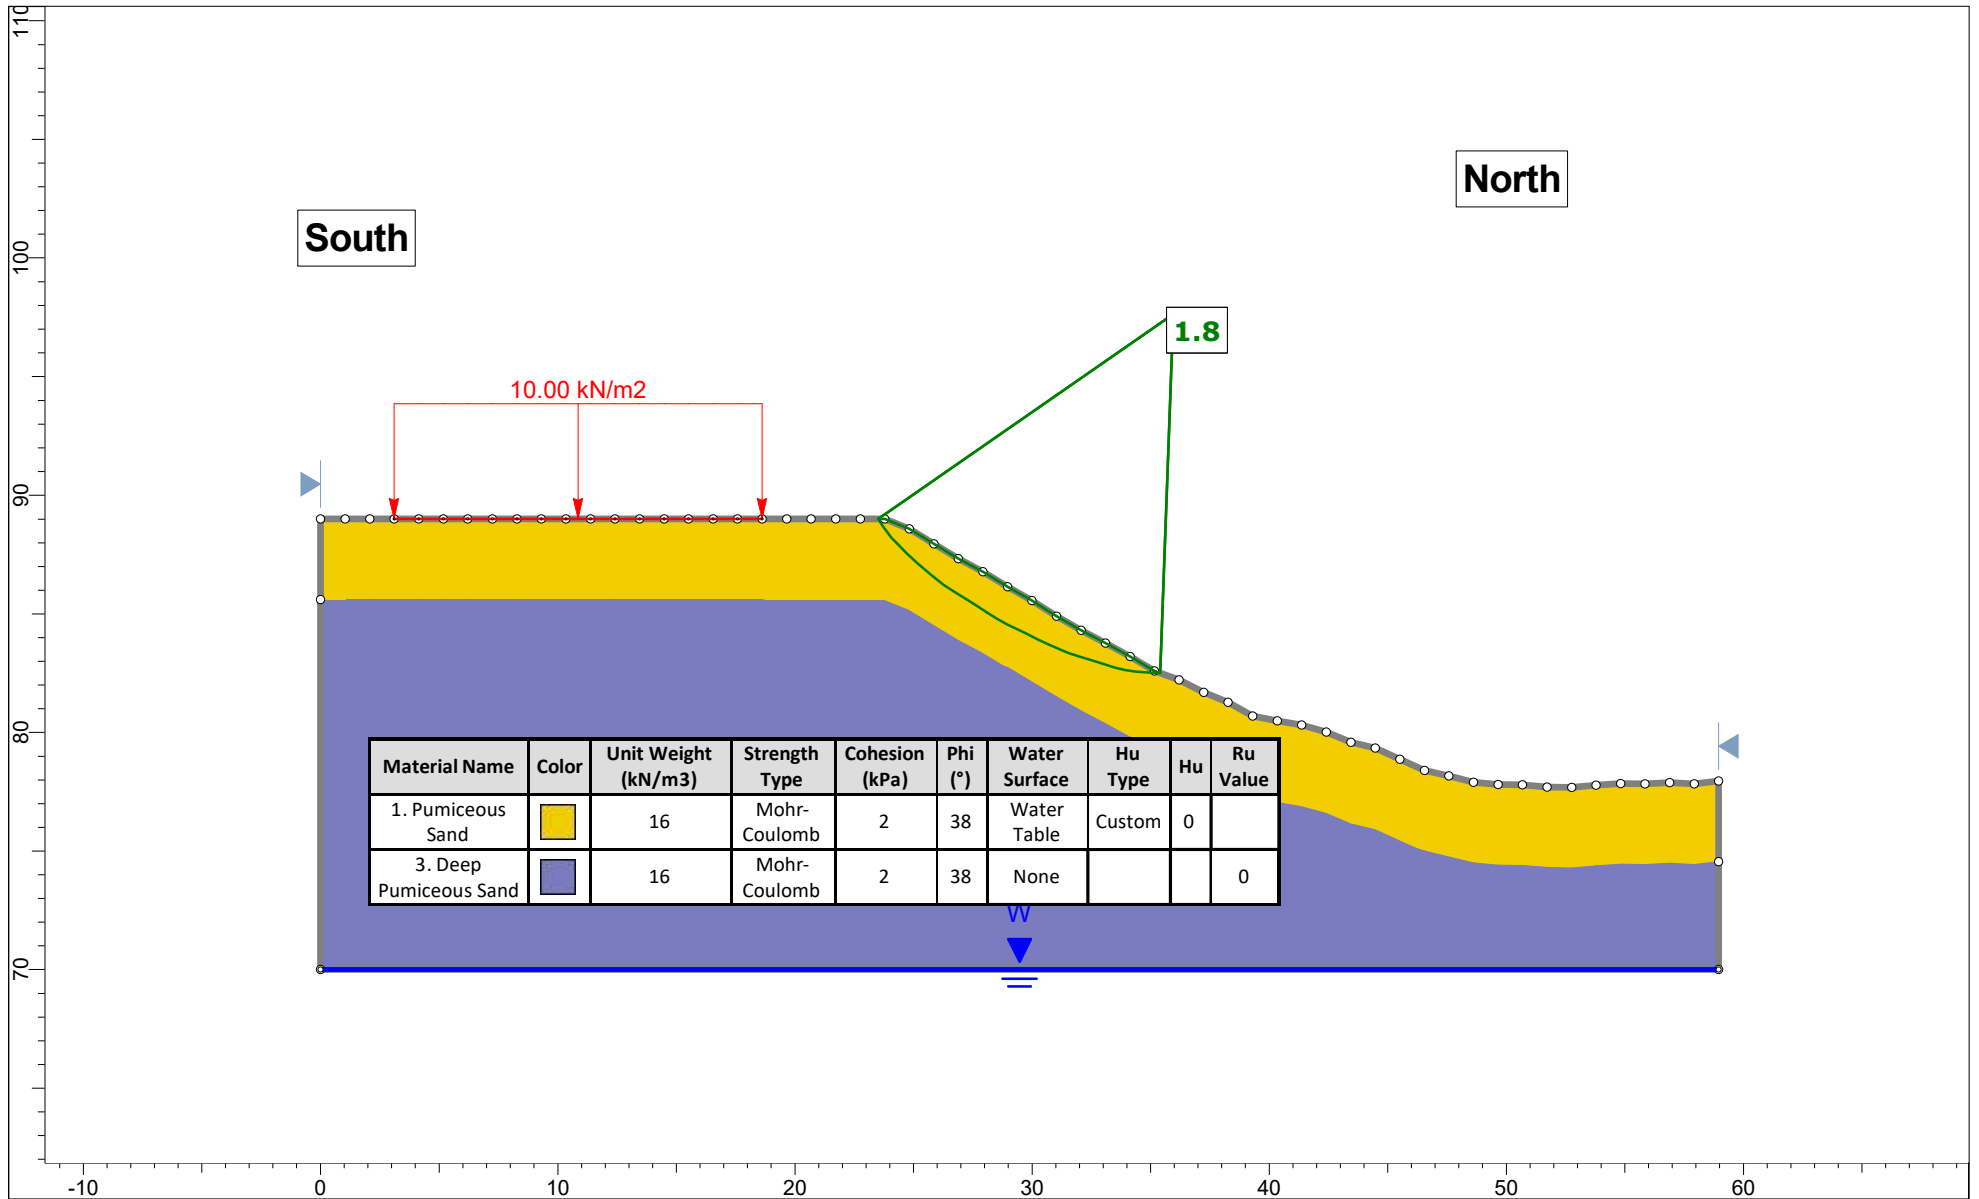 110
North
South
100
1.8
10.00 kN/m2
90
80
Material Name Color Unit Weight (kN/m3) Strength Type Cohesion (kPa) Phi (°) Water Surface Hu Type Hu Ru Value
1. Pumiceous Sand 16 Mohr-Coulomb 2 38 Water Table Custom 0
3. Deep Pumiceous Sand 16 Mohr-Coulomb 2 38 None 0
W
70
-10 0 10 20 30 40 50 60